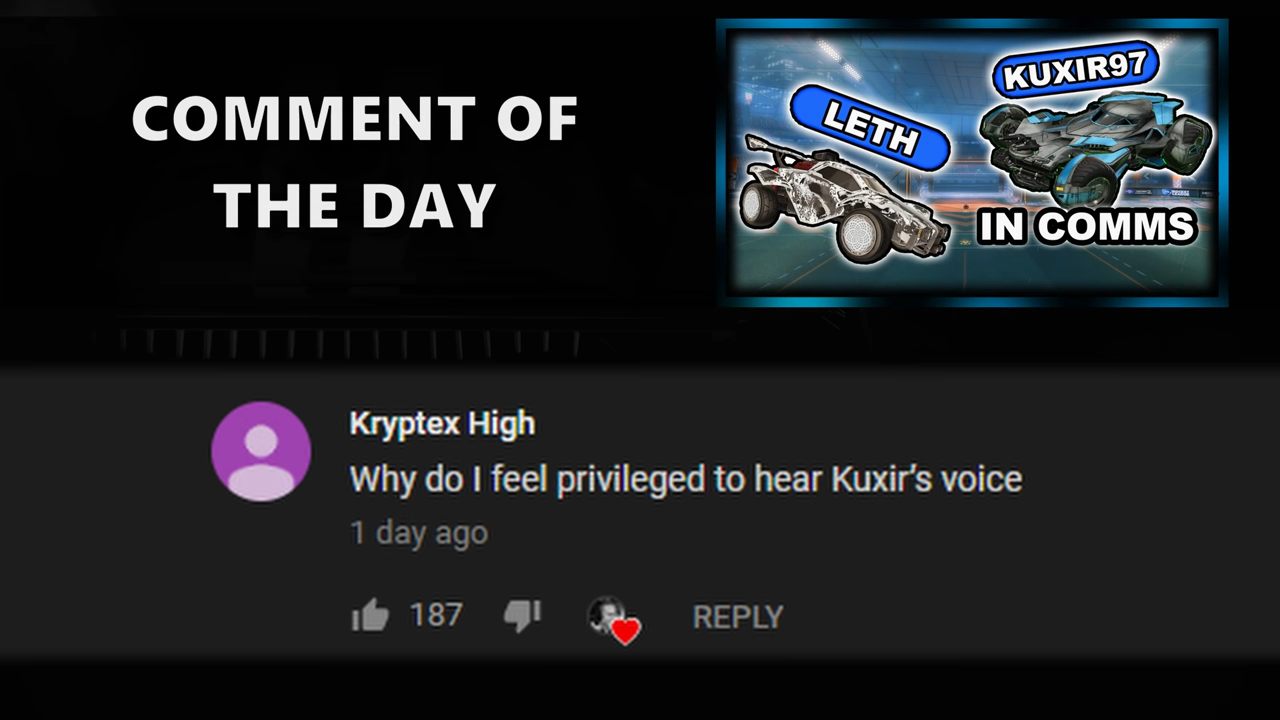 COMMENT OF
THE DAY
LETH
KUXIR97
IN COMMS
Kryptex High
Why do I feel privileged to hear Kuxir's voice
1 day ago
187
REPLY